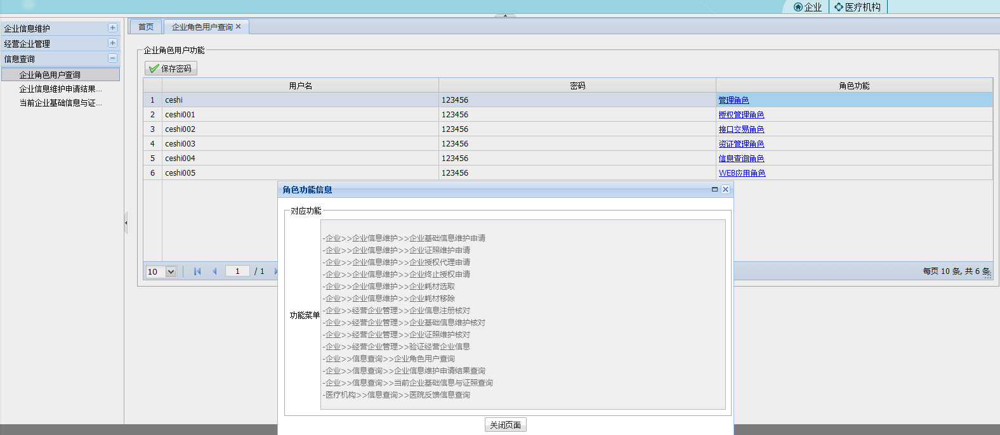 企业 医疗机构
企业信息维护
经营企业管理
信息查询
企业角色用户查询
企业信息维护申请结果...
当前企业基础信息与证...
首页 企业角色用户查询
企业角色用户功能
保存密码
用户名 密码 角色功能
1 ceshi 123456 管理角色
2 ceshi001 123456 授权管理角色
3 ceshi002 123456 接口交易角色
4 ceshi003 123456 资证管理角色
5 ceshi004 123456 信息查询角色
6 ceshi005 123456 WEB应用角色
10 1 / 1 每页 10 条, 共 6 条
角色功能信息
对应功能
功能菜单
-企业>>企业信息维护>>企业基础信息维护申请
-企业>>企业信息维护>>企业证照维护申请
-企业>>企业信息维护>>企业授权代理申请
-企业>>企业信息维护>>企业终止授权申请
-企业>>企业信息维护>>企业耗材选取
-企业>>企业信息维护>>企业耗材移除
-企业>>经营企业管理>>企业信息注册核对
-企业>>经营企业管理>>企业基础信息维护核对
-企业>>经营企业管理>>企业证照维护核对
-企业>>经营企业管理>>验证经营企业信息
-企业>>信息查询>>企业角色用户查询
-企业>>信息查询>>企业信息维护申请结果查询
-企业>>信息查询>>当前企业基础信息与证照查询
-医疗机构>>信息查询>>医院反馈信息查询
关闭页面